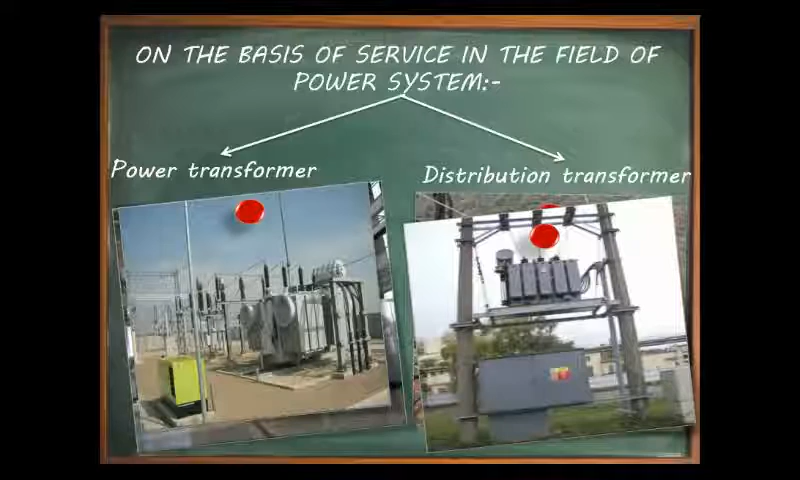 ON THE BASIS OF SERVICE IN THE FIELD OF
POWER SYSTEM:-
Power transformer
Distribution transformer